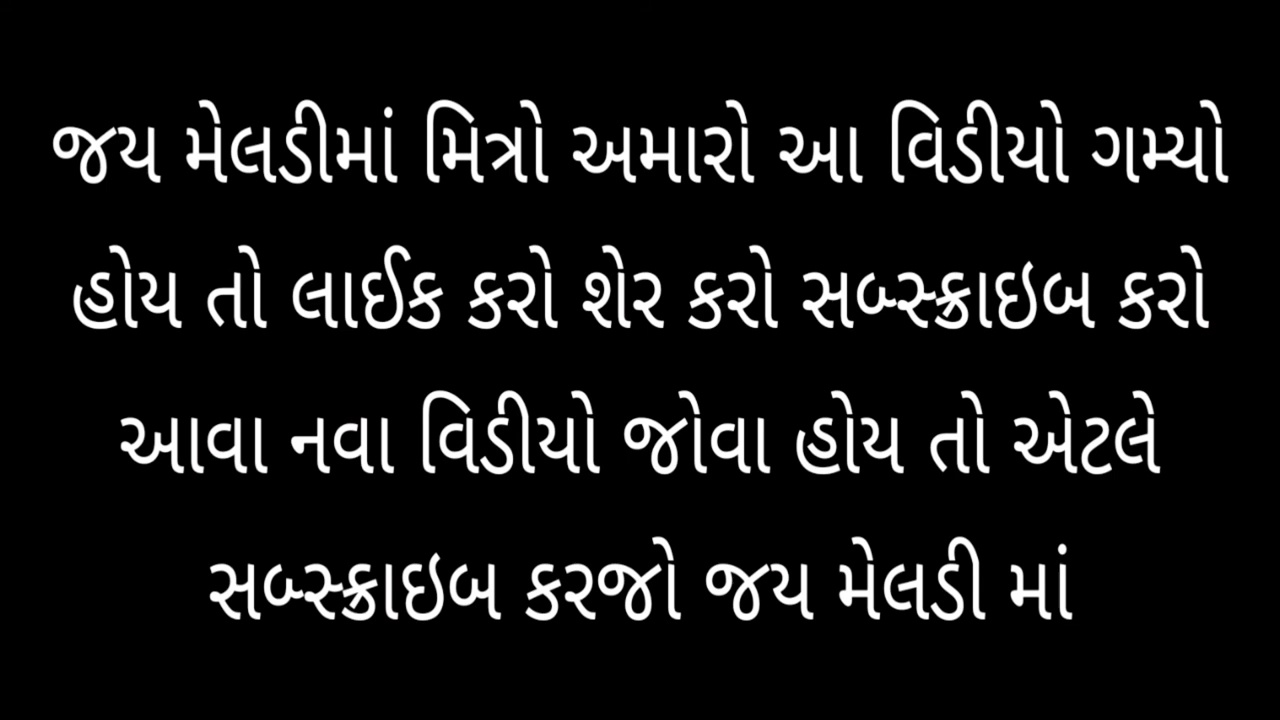 જય મેલડીમાં મિત્રો અમારો આ વિડીયો ગમ્યો
હોય તો લાઈક કરો શેર કરો સબ્સ્ક્રાઇબ કરો
આવા નવા વિડીયો જોવા હોય તો એટલે
સબ્સ્ક્રાઇબ કરજો જય મેલડી માં